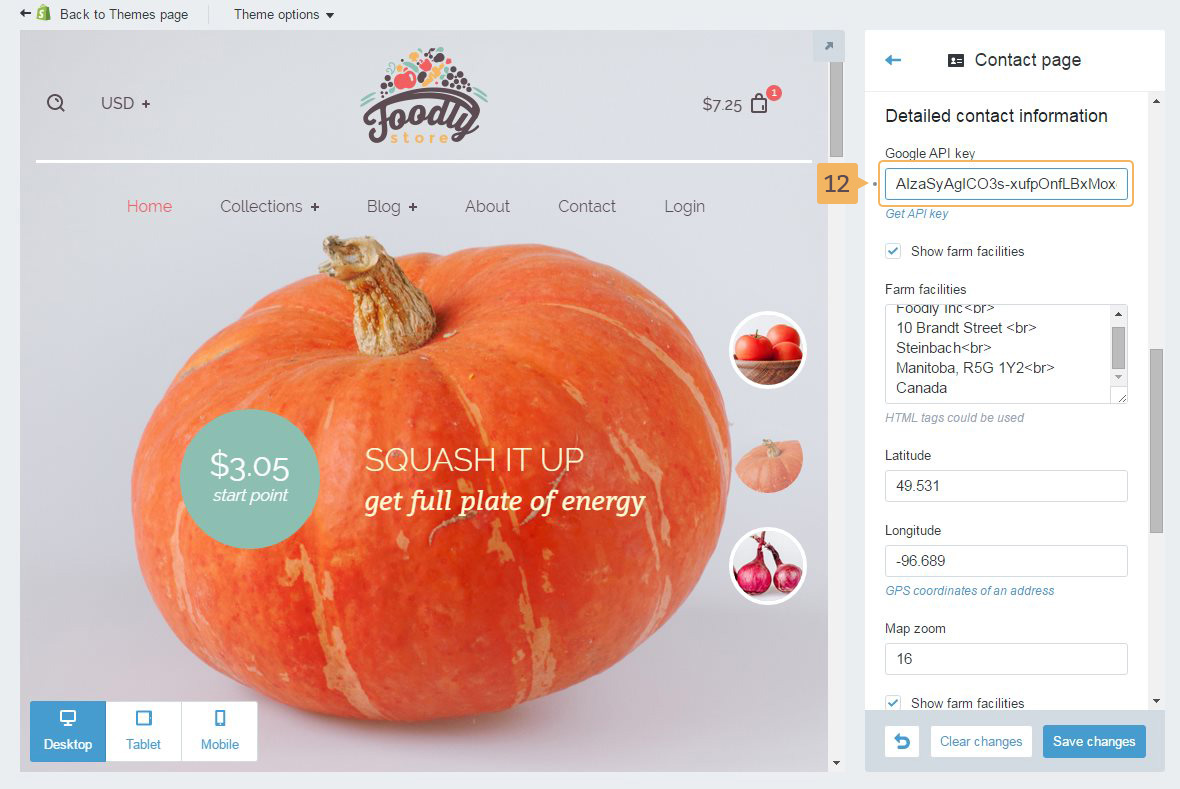 Back to Themes page
Theme options
USD +
Foodly
store
$7.25
1
Home
Collections +
Blog +
About
Contact
Login
$3.05
start point
SQUASH IT UP
get full plate of energy
Desktop
Tablet
Mobile
Contact page
Detailed contact information
Google API key
12
AIzaSyAgICO3s-xufpOnfLBxMox
Get API key
Show farm facilities
Farm facilities
Foodly Inc<br>
10 Brandt Street <br>
Steinbach<br>
Manitoba, R5G 1Y2<br>
Canada
HTML tags could be used
Latitude
49.531
Longitude
-96.689
GPS coordinates of an address
Map zoom
16
Show farm facilities
Clear changes
Save changes